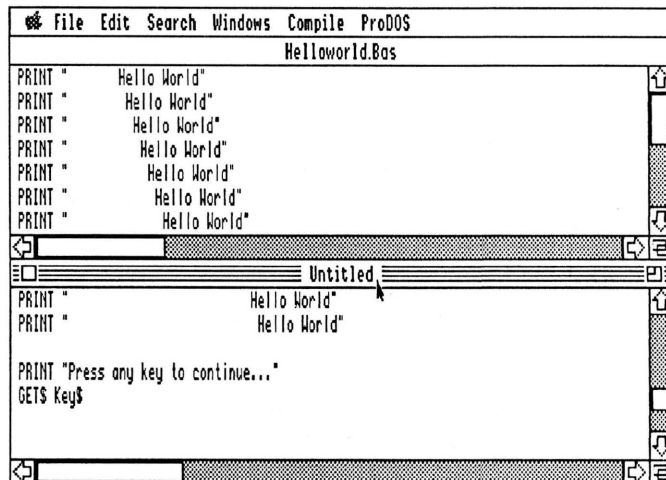 File Edit Search Windows Compile ProDOS
Helloworld.Bas
PRINT "       Hello World"
PRINT "        Hello World"
PRINT "         Hello World"
PRINT "          Hello World"
PRINT "           Hello World"
PRINT "            Hello World"
PRINT "             Hello World"
Untitled
PRINT "                         Hello World"
PRINT "                          Hello World"
PRINT "Press any key to continue..."
GET$ Key$